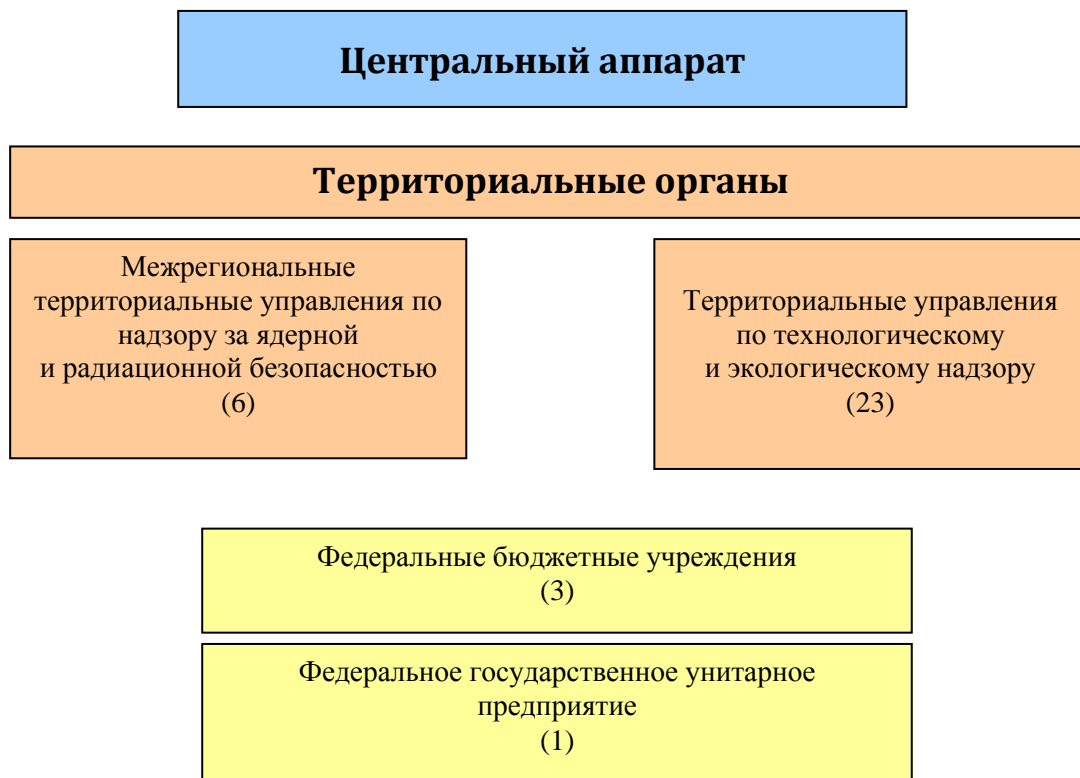 Центральный аппарат
Территориальные органы
Межрегиональные
территориальные управления по
надзору за ядерной
и радиационной безопасностью
(6)
Территориальные управления
по технологическому
и экологическому надзору
(23)
Федеральные бюджетные учреждения
(3)
Федеральное государственное унитарное
предприятие
(1)